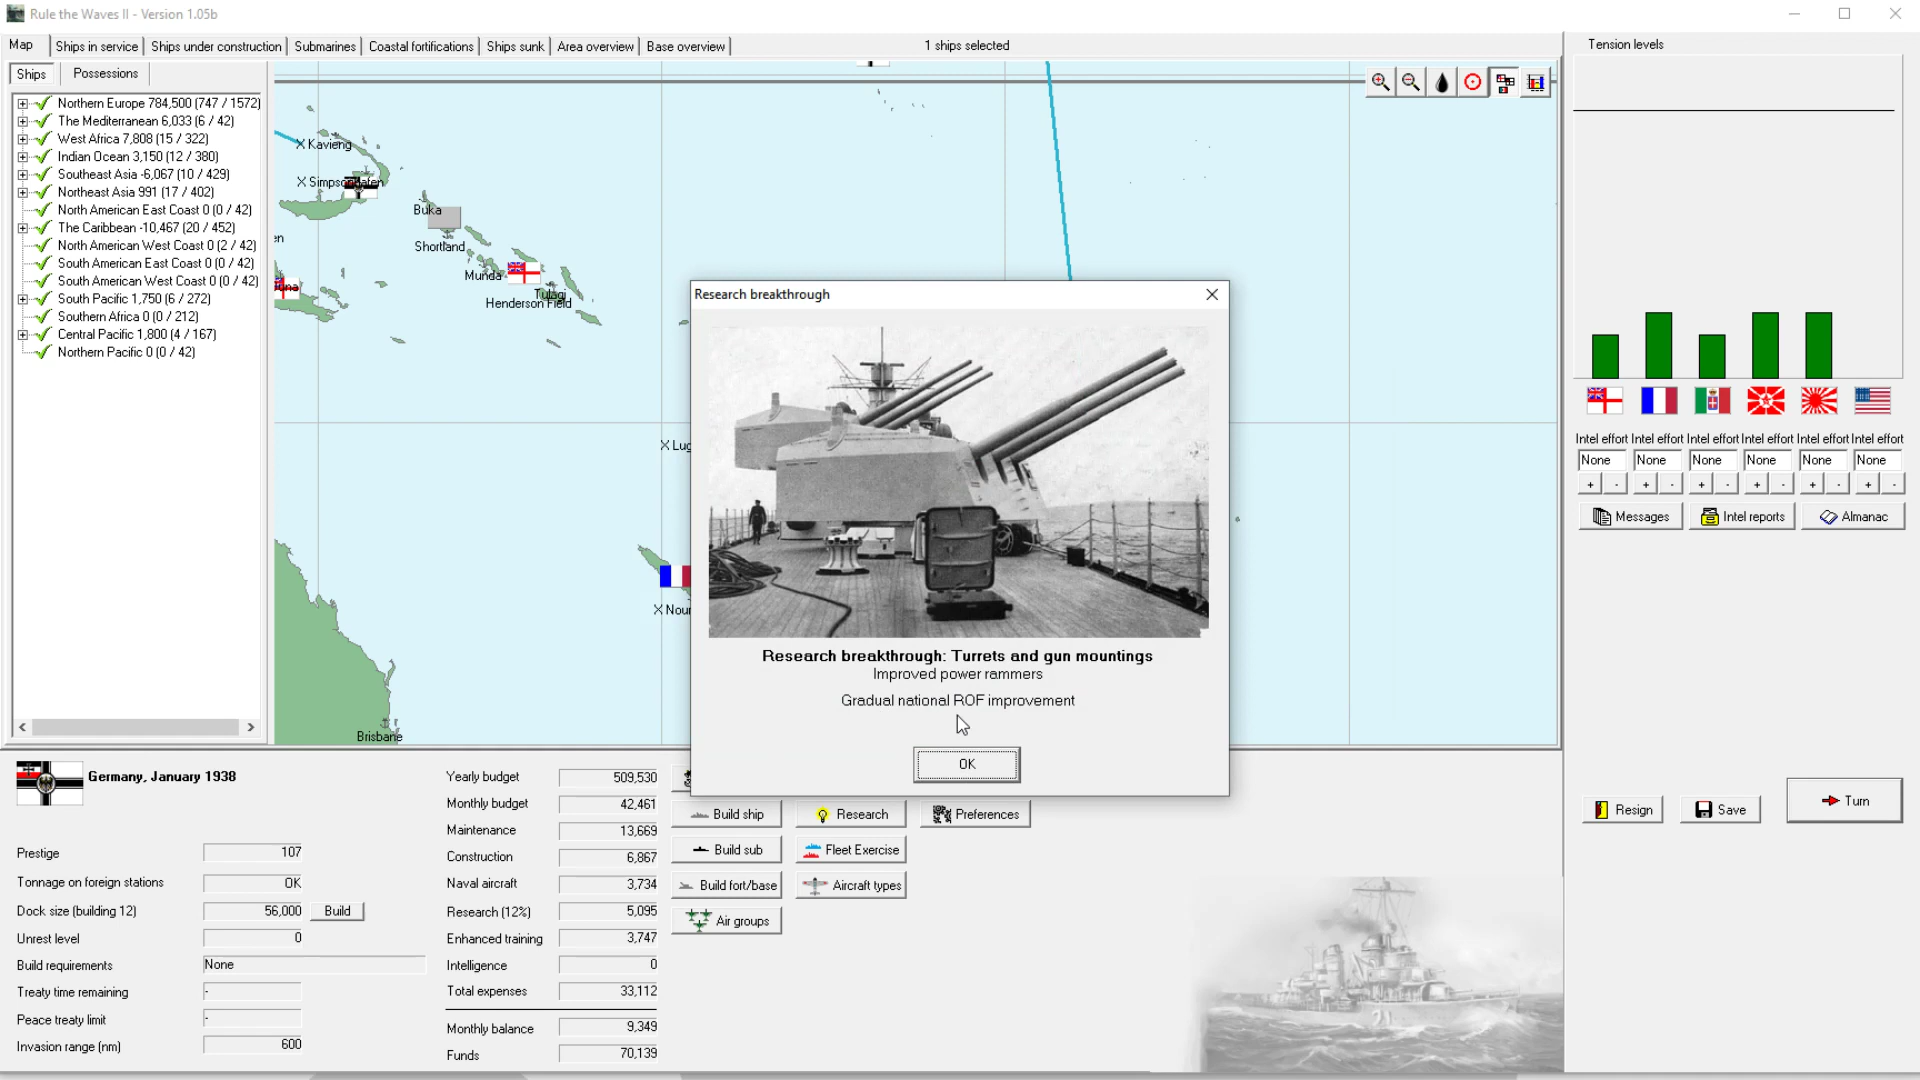 Rule the Waves II - Version 1.05b
Map
Ships in service
Ships under construction
Submarines
Coastal fortifications
Ships sunk
Area overview
Base overview
1 ships selected
Tension levels
Ships
Possessions
Northern Europe 784,500 (747 / 1572)
The Mediterranean 6,033 (6 / 42)
West Africa 7,808 (15 / 322)
Indian Ocean 3,150 (12 / 380)
Southeast Asia -6,067 (10 / 429)
Northeast Asia 991 (17 / 402)
North American East Coast 0 (0 / 42)
The Caribbean -10,467 (20 / 452)
North American West Coast 0 (2 / 42)
South American East Coast 0 (0 / 42)
South American West Coast 0 (0 / 42)
South Pacific 1,750 (6 / 272)
Southern Africa 0 (0 / 212)
Central Pacific 1,800 (4 / 167)
Northern Pacific 0 (0 / 42)
Kavieng
Simpsonhafen
Buka
Shortland
Munda
Tulagi
Henderson Field
Lug
Nour
Brisbane
Research breakthrough
Research breakthrough: Turrets and gun mountings
Improved power rammers
Gradual national ROF improvement
OK
Intel effort Intel effort Intel effort Intel effort Intel effort Intel effort
None None None None None None
+ - + - + - + - + - + -
Messages
Intel reports
Almanac
Resign
Save
Turn
Germany, January 1938
Prestige 107
Tonnage on foreign stations OK
Dock size (building 12) 56,000 Build
Unrest level 0
Build requirements None
Treaty time remaining -
Peace treaty limit -
Invasion range (nm) 600
Yearly budget 509,530
Monthly budget 42,461
Maintenance 13,669
Construction 6,867
Naval aircraft 3,734
Research (12%) 5,095
Enhanced training 3,747
Intelligence 0
Total expenses 33,112
Monthly balance 9,349
Funds 70,139
Build ship
Research
Preferences
Build sub
Fleet Exercise
Build fort/base
Aircraft types
Air groups